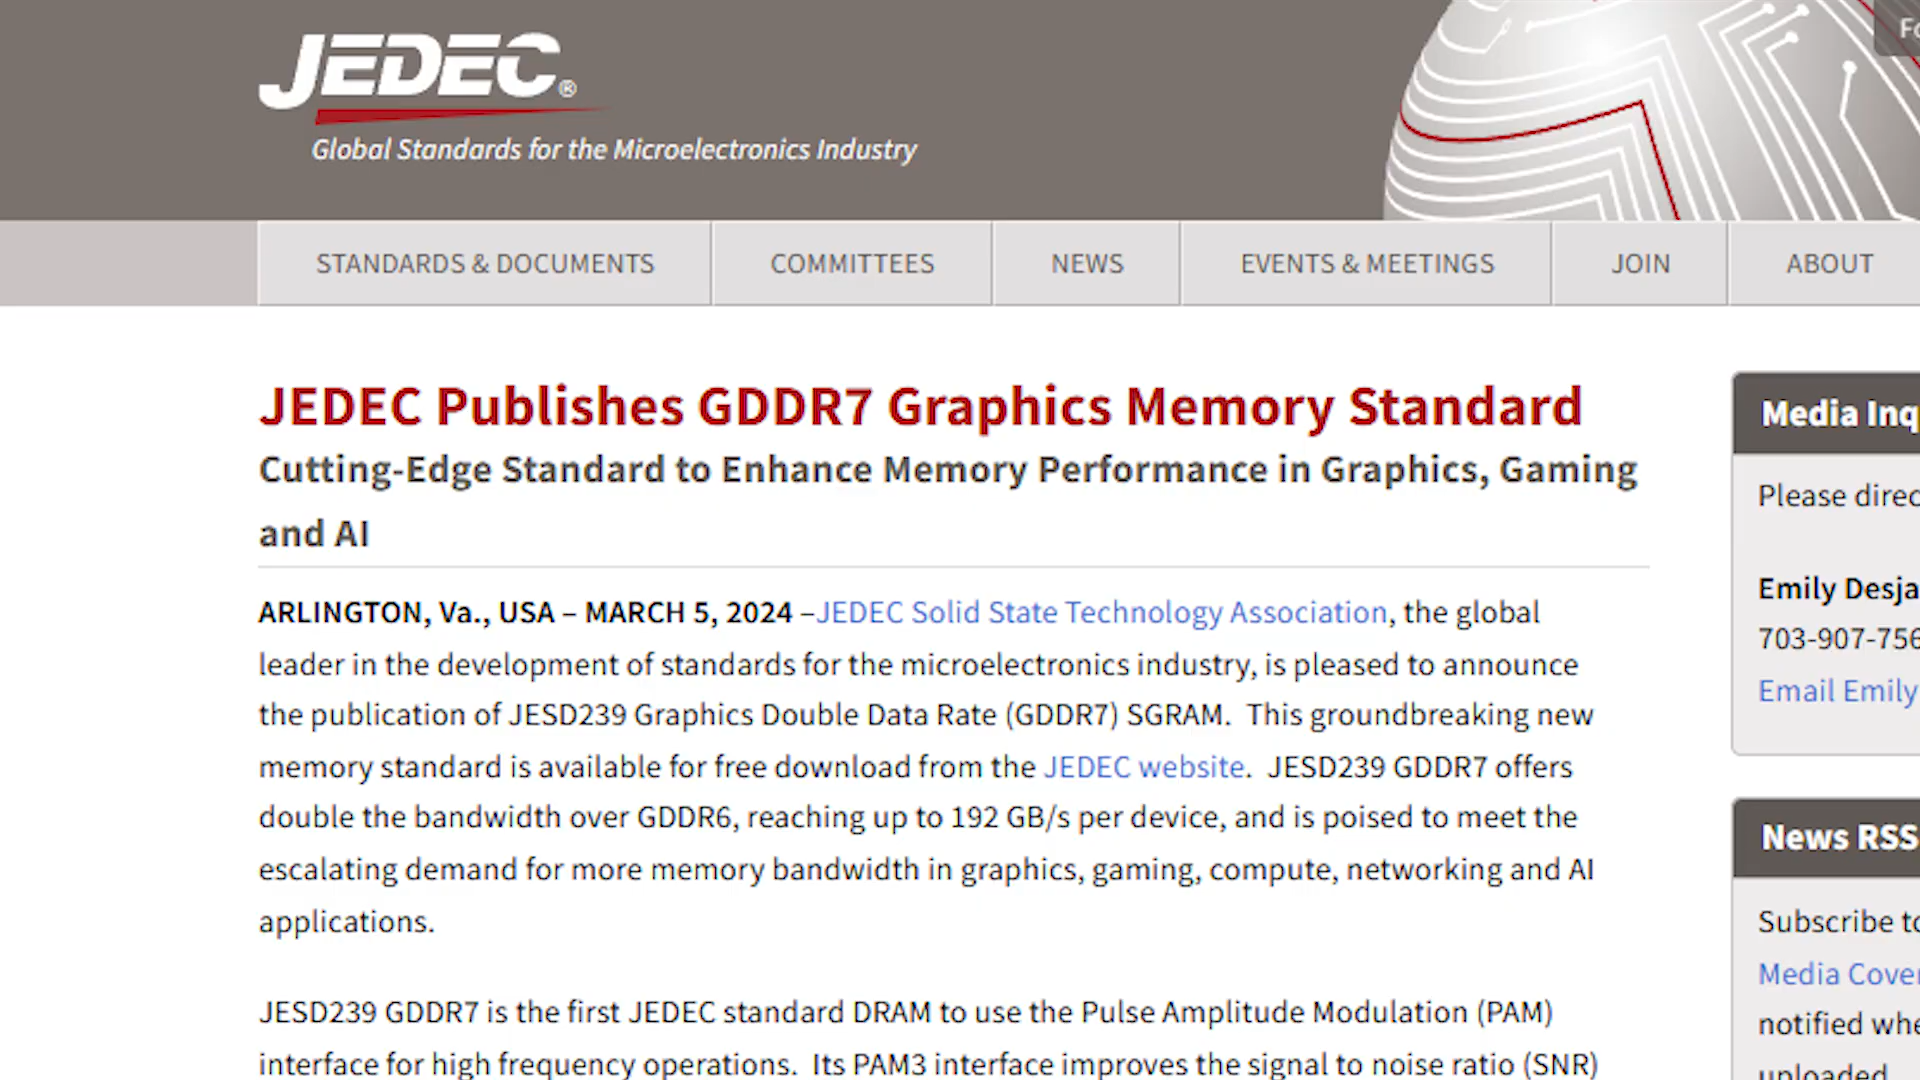 JEDEC®
Global Standards for the Microelectronics Industry
STANDARDS & DOCUMENTS
COMMITTEES
NEWS
EVENTS & MEETINGS
JOIN
ABOUT
JEDEC Publishes GDDR7 Graphics Memory Standard
Cutting-Edge Standard to Enhance Memory Performance in Graphics, Gaming
and AI
ARLINGTON, Va., USA – MARCH 5, 2024 –JEDEC Solid State Technology Association, the global
leader in the development of standards for the microelectronics industry, is pleased to announce
the publication of JESD239 Graphics Double Data Rate (GDDR7) SGRAM.  This groundbreaking new
memory standard is available for free download from the JEDEC website.  JESD239 GDDR7 offers
double the bandwidth over GDDR6, reaching up to 192 GB/s per device, and is poised to meet the
escalating demand for more memory bandwidth in graphics, gaming, compute, networking and AI
applications.
JESD239 GDDR7 is the first JEDEC standard DRAM to use the Pulse Amplitude Modulation (PAM)
interface for high frequency operations.  Its PAM3 interface improves the signal to noise ratio (SNR)
Media
Please
Emily
703-907-756
Email Emily
News RSS
Subscribe
Media
notified
uploaded